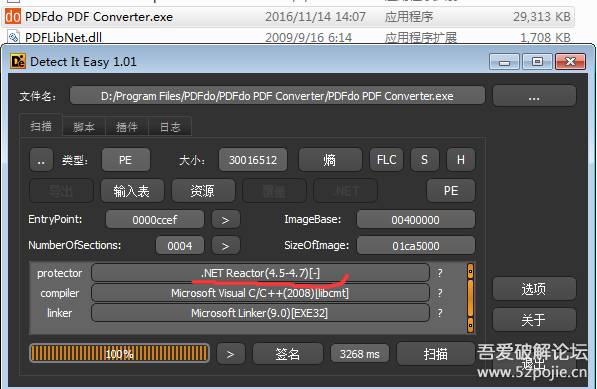 PDFdo PDF Converter.exe 2016/11/14 14:07 应用程序 29,313 KB
PDFLibNet.dll 2009/9/16 6:14 应用程序扩展 1,708 KB
Detect It Easy 1.01
文件名: D:/Program Files/PDFdo/PDFdo PDF Converter/PDFdo PDF Converter.exe ...
扫描 脚本 插件 日志
.. 类型: PE 大小: 30016512 熵 FLC S H
导出 输入表 资源 覆盖 .NET PE
EntryPoint: 0000ccef > ImageBase: 00400000
NumberOfSections: 0004 > SizeOfImage: 01ca5000
protector .NET Reactor(4.5-4.7)[-] ?
compiler Microsoft Visual C/C++(2008)[libcmt] ?
linker Microsoft Linker(9.0)[EXE32] ?
选项
关于
100% > 签名 3268 ms 扫描
退出
吾爱破解论坛
www.52pojie.cn